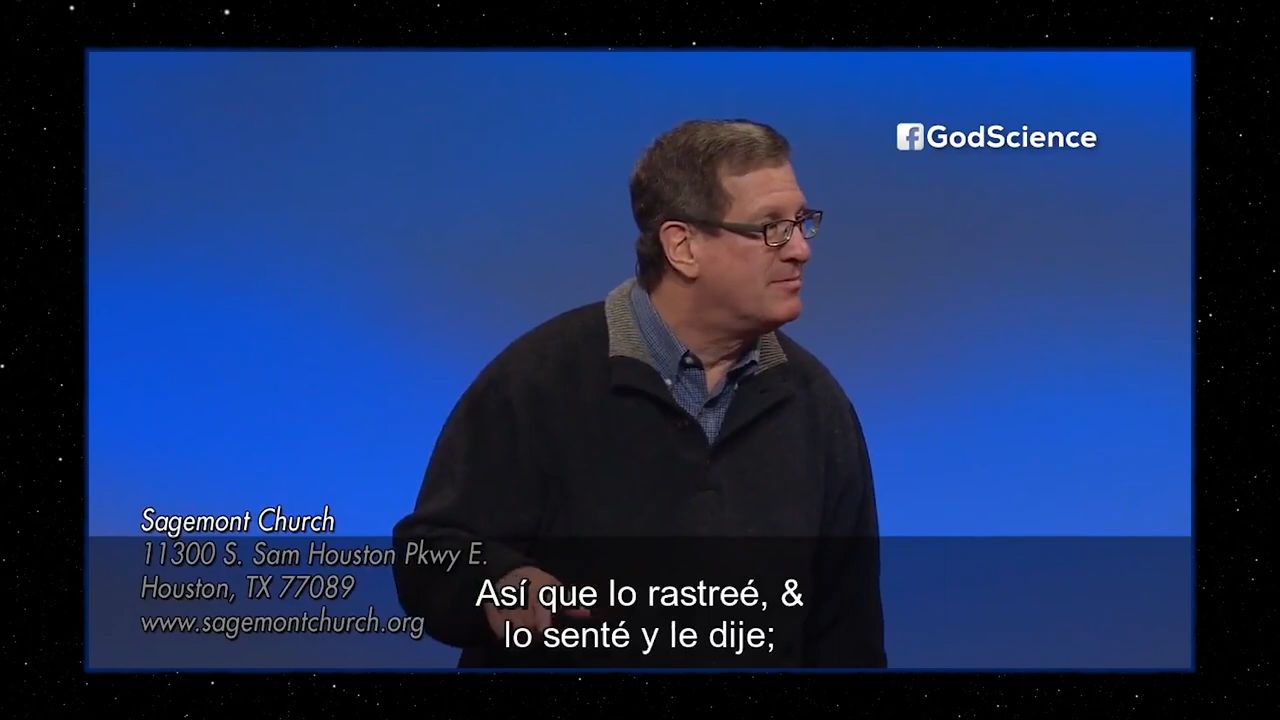 GodScience
Sagemont Church
11300 S. Sam Houston Pkwy E.
Houston, TX 77089
www.sagemontchurch.org
Así que lo rastreé, &
lo senté y le dije;